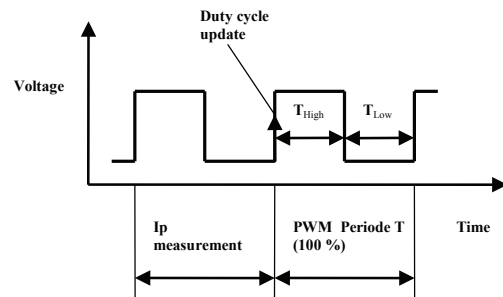 Duty cycle
update
Voltage
THigh
TLow
Ip
measurement
PWM Periode T
(100 %)
Time